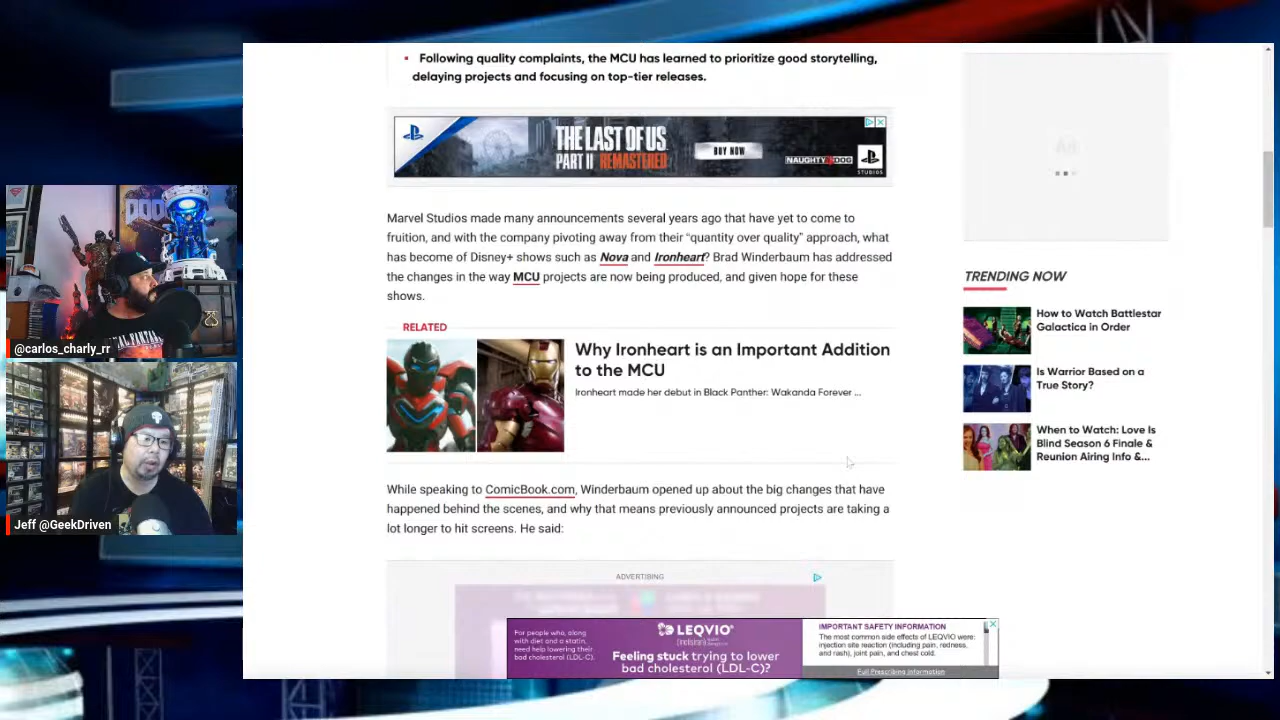 Following quality complaints, the MCU has learned to prioritize good storytelling,
delaying projects and focusing on top-tier releases.
THE LAST OF US
PART II REMASTERED
BUY NOW
NAUGHTY DOG
STUDIOS
Ad
Marvel Studios made many announcements several years ago that have yet to come to
fruition, and with the company pivoting away from their “quantity over quality” approach, what
has become of Disney+ shows such as Nova and Ironheart? Brad Winderbaum has addressed
the changes in the way MCU projects are now being produced, and given hope for these
shows.
RELATED
Why Ironheart is an Important Addition
to the MCU
Ironheart made her debut in Black Panther: Wakanda Forever ...
While speaking to ComicBook.com, Winderbaum opened up about the big changes that have
happened behind the scenes, and why that means previously announced projects are taking a
lot longer to hit screens. He said:
ADVERTISING
TRENDING NOW
How to Watch Battlestar
Galactica in Order
Is Warrior Based on a
True Story?
When to Watch: Love Is
Blind Season 6 Finale &
Reunion Airing Info &...
For people who, along
with diet and a statin,
need help lowering their
bad cholesterol (LDL-C).
LEQVIO
(inclisiran)
Feeling stuck trying to lower
bad cholesterol (LDL-C)?
IMPORTANT SAFETY INFORMATION
The most common side effects of LEQVIO were:
injection site reaction (including pain, redness,
and rash), joint pain, and chest cold.
Full Prescribing Information
DOOM
@carlos_charly_rr
Jeff @GeekDriven